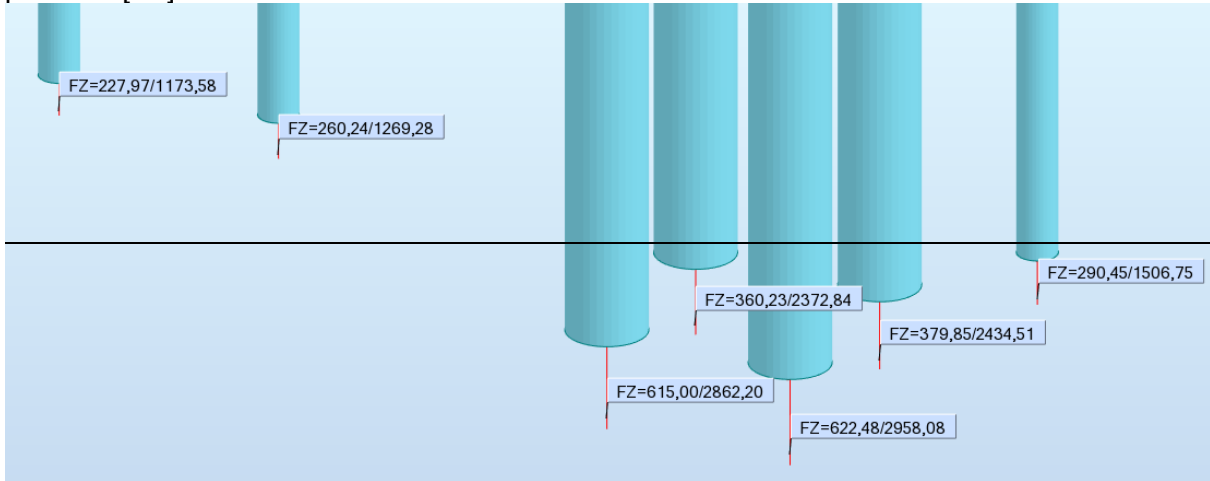 FZ=227,97/1173,58
FZ=260,24/1269,28
FZ=290,45/1506,75
FZ=360,23/2372,84
FZ=379,85/2434,51
FZ=615,00/2862,20
FZ=622,48/2958,08